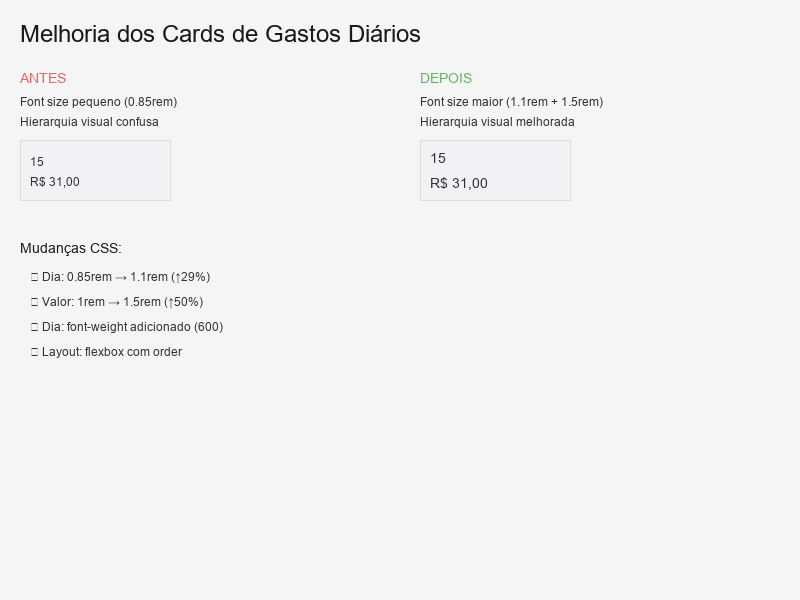 Melhoria dos Cards de Gastos Diários
ANTES
Font size pequeno (0.85rem)
Hierarquia visual confusa
15
R$ 31,00
DEPOIS
Font size maior (1.1rem + 1.5rem)
Hierarquia visual melhorada
15
R$ 31,00
Mudanças CSS:
□ Dia: 0.85rem → 1.1rem (↑29%)
□ Valor: 1rem → 1.5rem (↑50%)
□ Dia: font-weight adicionado (600)
□ Layout: flexbox com order